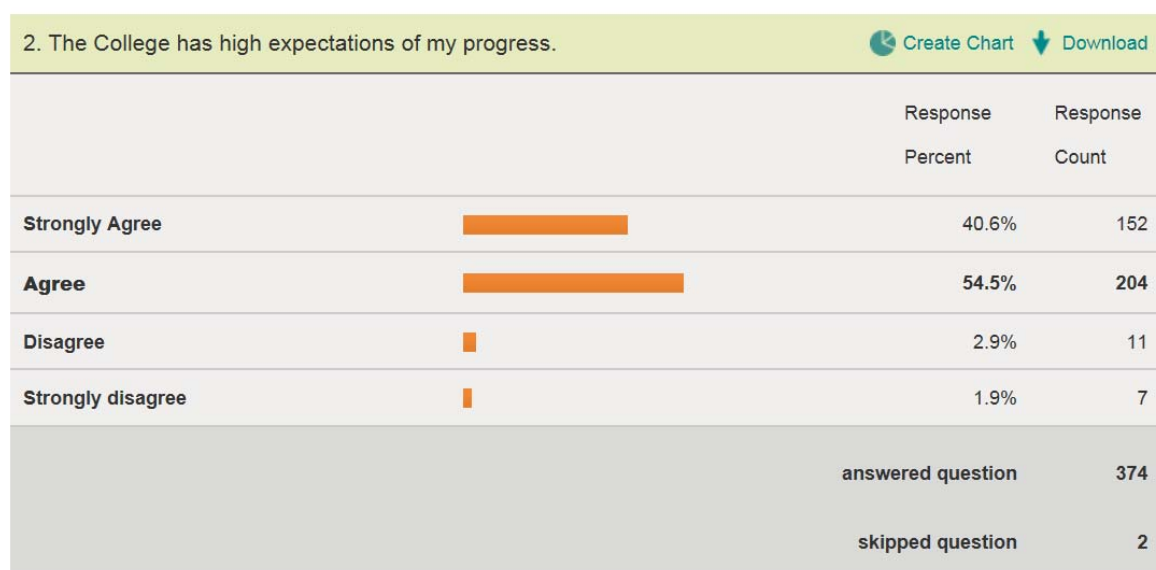 2. The College has high expectations of my progress. Create Chart Download
Response Response
Percent Count
Strongly Agree 40.6% 152
Agree 54.5% 204
Disagree 2.9% 11
Strongly disagree 1.9% 7
answered question 374
skipped question 2